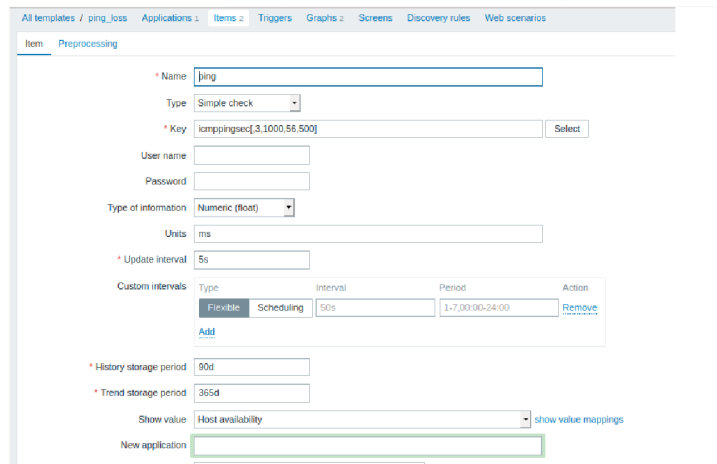 All templates / ping_loss Applications 1 Items 2 Triggers Graphs 2 Screens Discovery rules Web scenarios
Item Preprocessing
* Name ping
Type Simple check
* Key icmppingsec[,3,1000,56,500] Select
User name
Password
Type of information Numeric (float)
Units ms
* Update interval 5s
Custom intervals Type Interval Period Action
Flexible Scheduling 50s 1-7,00:00-24:00 Remove
Add
* History storage period 90d
* Trend storage period 365d
Show value Host availability show value mappings
New application